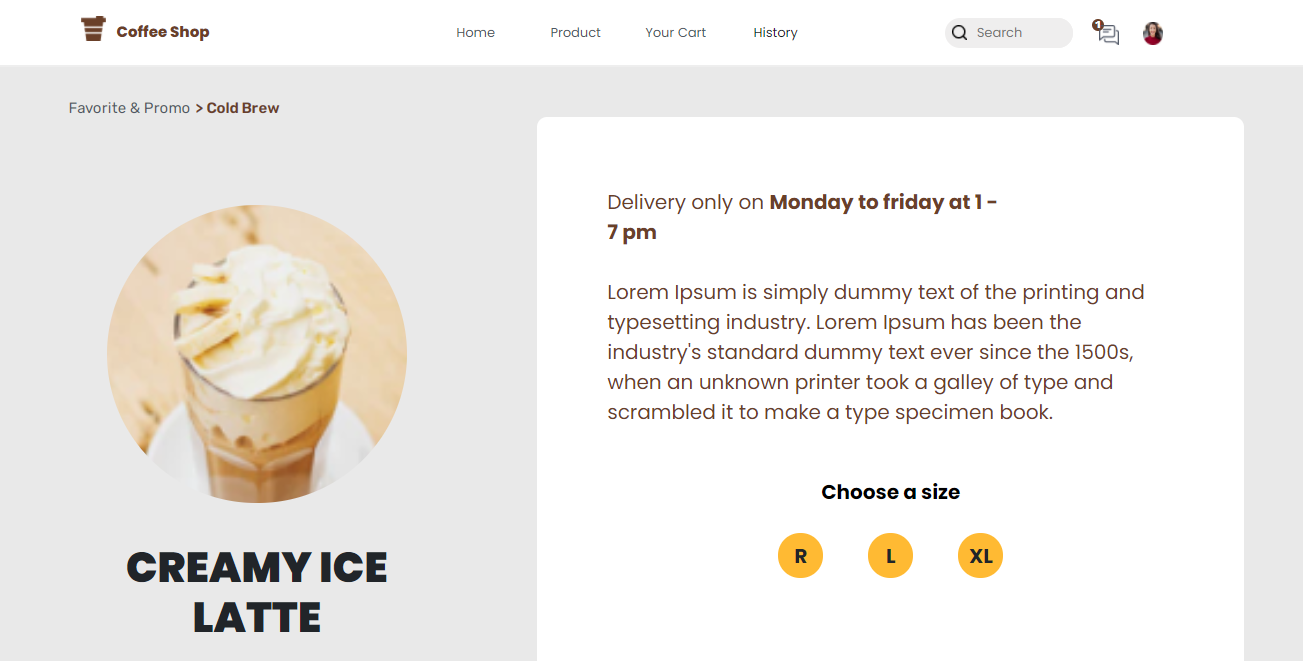 Coffee Shop
Home
Product
Your Cart
History
Search
1
Favorite & Promo > Cold Brew
Delivery only on Monday to friday at 1 -
7 pm
Lorem Ipsum is simply dummy text of the printing and
typesetting industry. Lorem Ipsum has been the
industry's standard dummy text ever since the 1500s,
when an unknown printer took a galley of type and
scrambled it to make a type specimen book.
Choose a size
R
L
XL
CREAMY ICE
LATTE